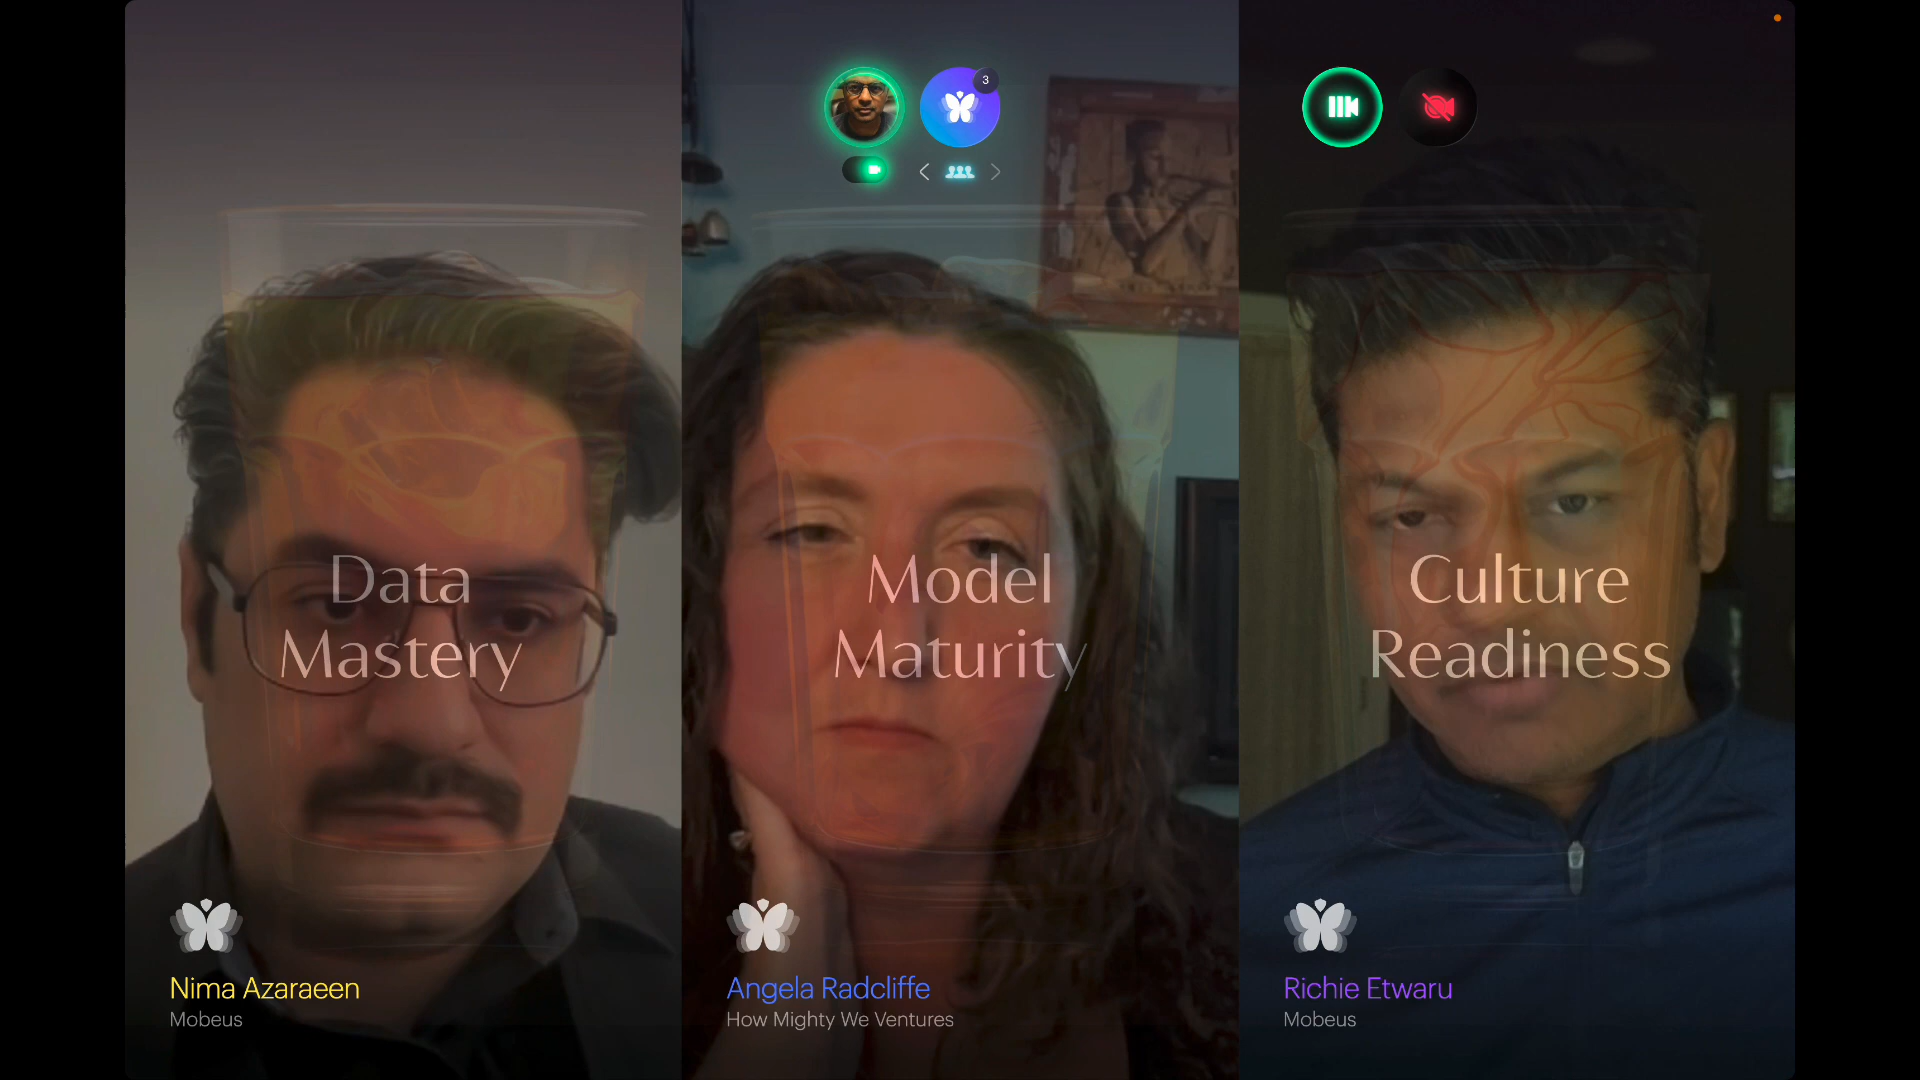 3
Data
Mastery
Model
Maturity
Culture
Readiness
Nima Azaraeen
Mobeus
Angela Radcliffe
How Mighty We Ventures
Richie Etwaru
Mobeus